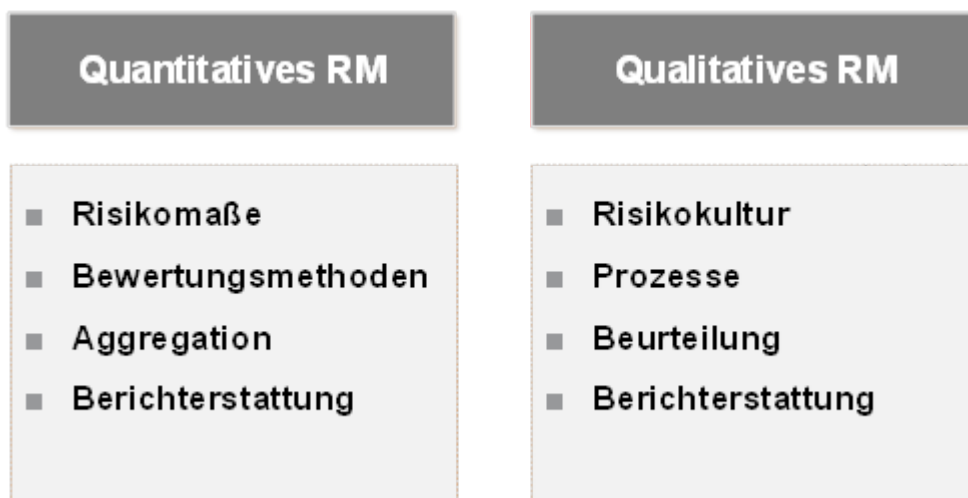 Quantitatives RM
Risikomaße
Bewertungsmethoden
Aggregation
Berichterstattung
Qualitatives RM
Risikokultur
Prozesse
Beurteilung
Berichterstattung